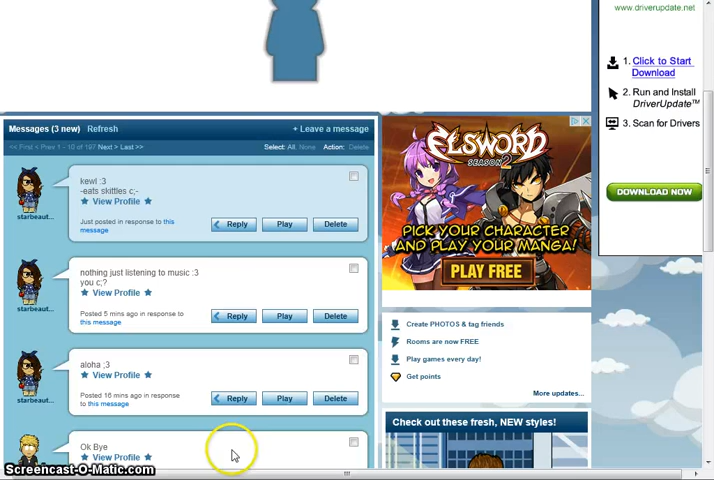 www.driverupdate.net
1. Click to Start
Download
2. Run and Install
DriverUpdate™
3. Scan for Drivers
DOWNLOAD NOW
Messages (3 new) Refresh + Leave a message
<< First < Prev 1 - 10 of 197 Next > Last >> Select: All, None Action: Delete
kewl :3
-eats skittles c;-
View Profile
starbeaut...
Just posted in response to this
message
Reply Play Delete
nothing just listening to music :3
you c;?
View Profile
starbeaut...
Posted 5 mins ago in response to
this message
Reply Play Delete
aloha ;3
View Profile
starbeaut...
Posted 16 mins ago in response
to this message
Reply Play Delete
Ok Bye
View Profile
ELSWORD
SEASON 2
PICK YOUR CHARACTER
AND PLAY YOUR MANGA!
PLAY FREE
Create PHOTOS & tag friends
Rooms are now FREE
Play games every day!
Get points
More updates...
Check out these fresh, NEW styles!
Screencast-O-Matic.com